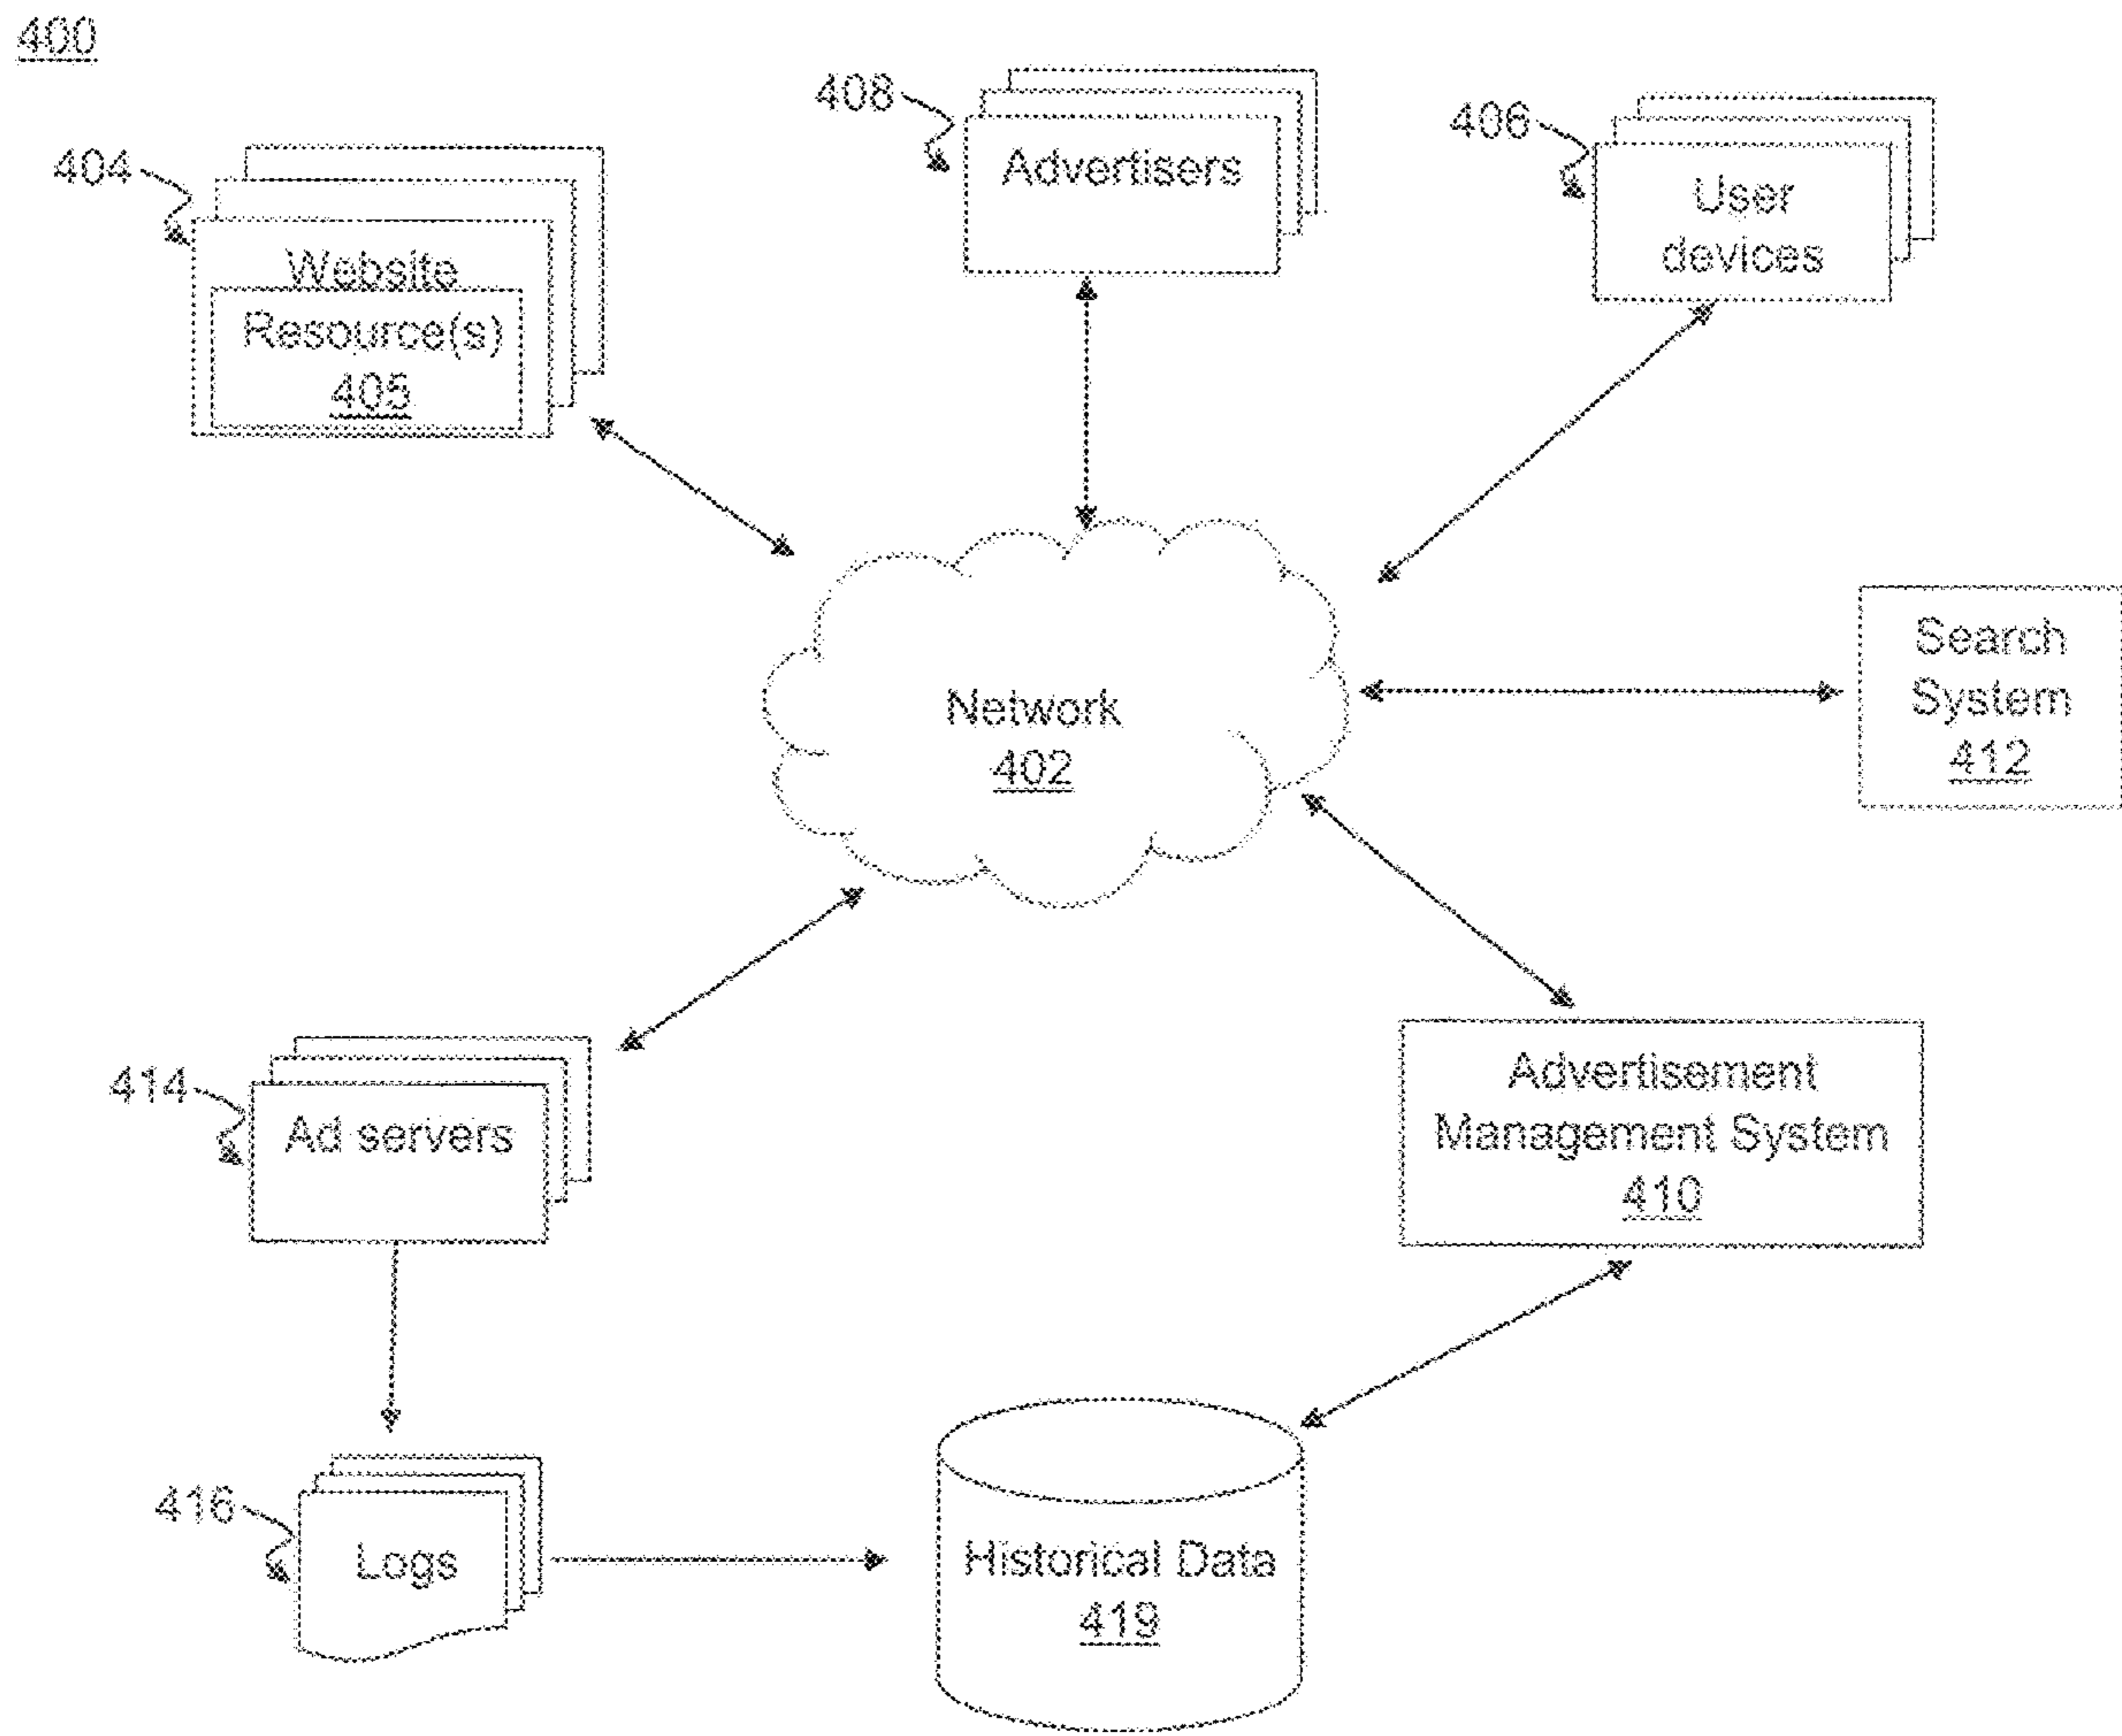 400
408
Advertisers
406
User
devices
404
Website
Resource(s)
405
Search
System
412
Network
402
414
Ad servers
Advertisement
Management System
410
416
Logs
Historical Data
419